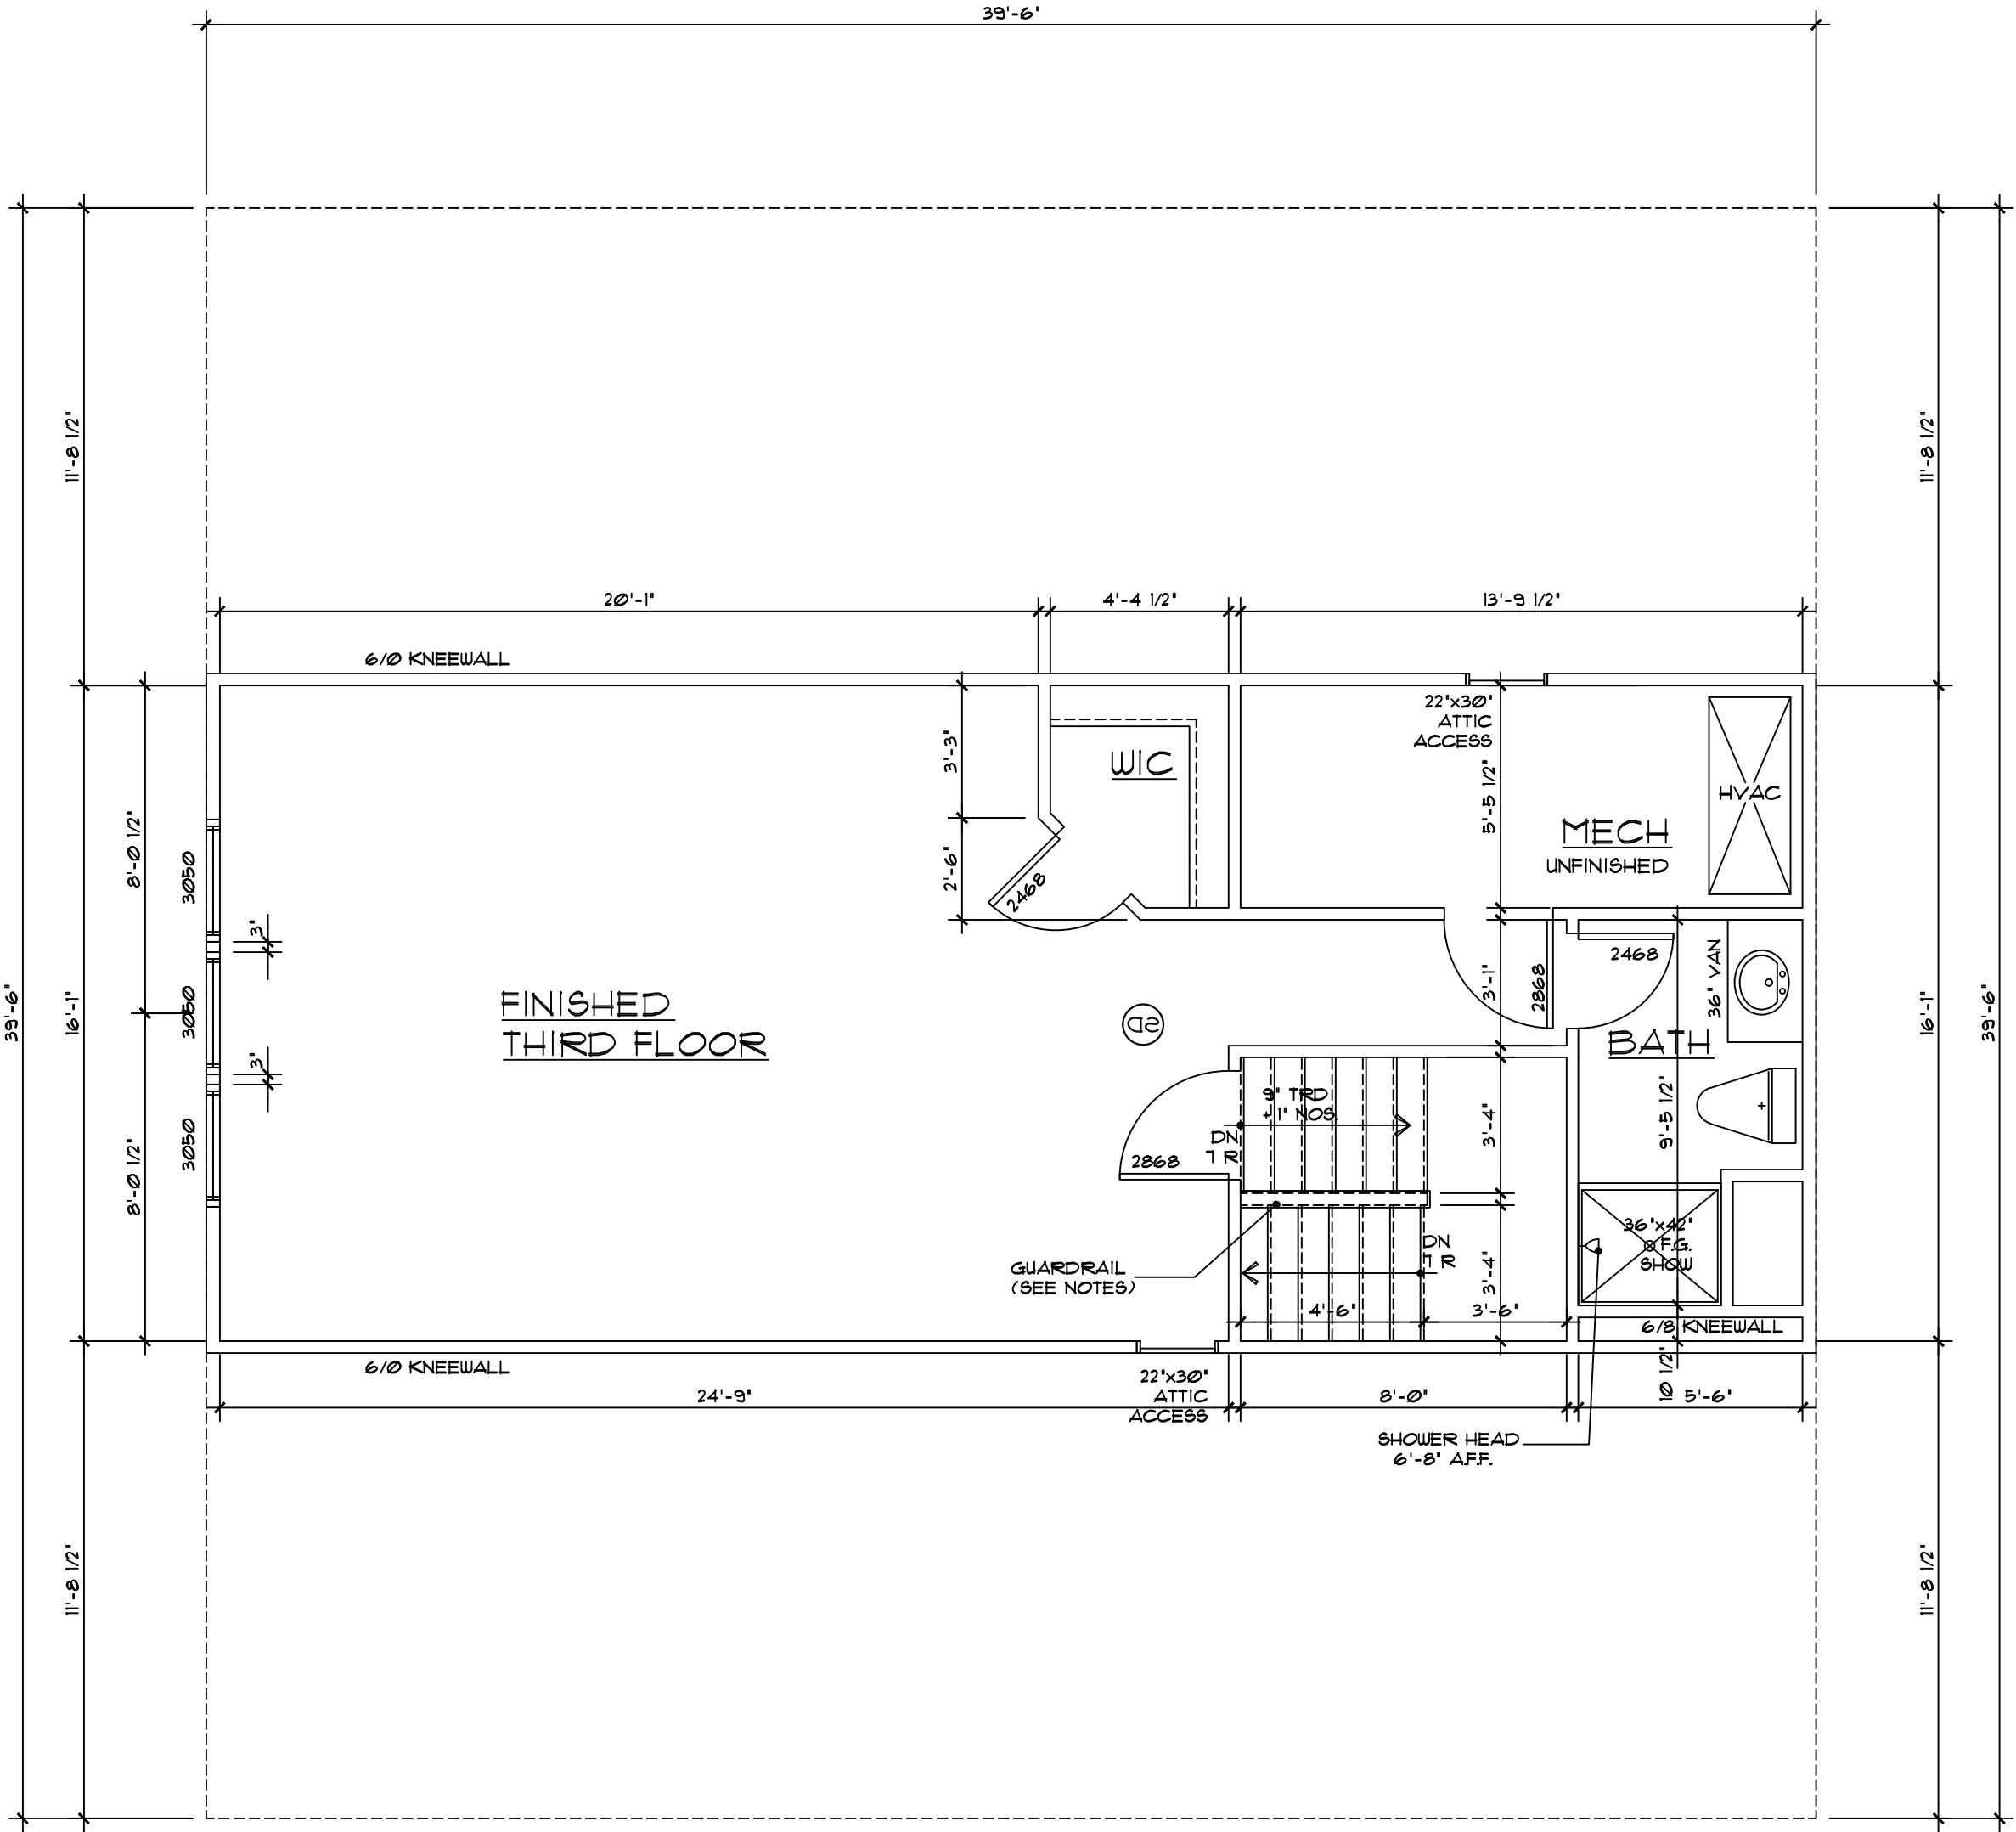 39'-6"
11'-8 1/2"
11'-8 1/2"
20'-1"
4'-4 1/2"
13'-9 1/2"
6/0 KNEEWALL
22"x30"
ATTIC
ACCESS
3'-3"
WIC
5'-5 1/2"
HVAC
MECH
UNFINISHED
8'-0 1/2"
3050
2'-6"
2468
3"
39'-6"
16'-1"
3050
FINISHED
THIRD FLOOR
SD
3'-1"
2868
2468
36" VAN
BATH
16'-1"
39'-6"
3"
8'-0 1/2"
3050
2868
9" TRD
+ 1" NOS.
DN
3'-4"
9'-5 1/2"
GUARDRAIL
(SEE NOTES)
DN
3'-4"
36"x42"
F.G.
SHOW
4'-6"
3'-6"
6/8 KNEEWALL
6/0 KNEEWALL
24'-9"
22"x30"
ATTIC
ACCESS
8'-0"
10 1/2"
5'-6"
SHOWER HEAD
6'-8" A.F.F.
11'-8 1/2"
11'-8 1/2"